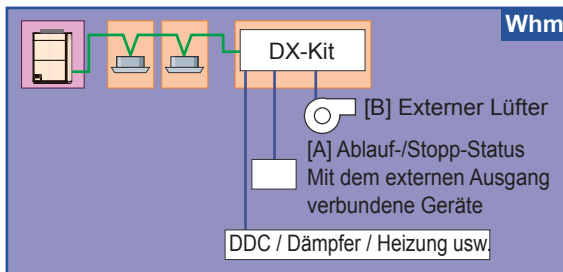 Whm
DX-Kit
[B] Externer Lüfter
[A] Ablauf-/Stopp-Status
Mit dem externen Ausgang
verbundene Geräte
DDC / Dämpfer / Heizung usw.